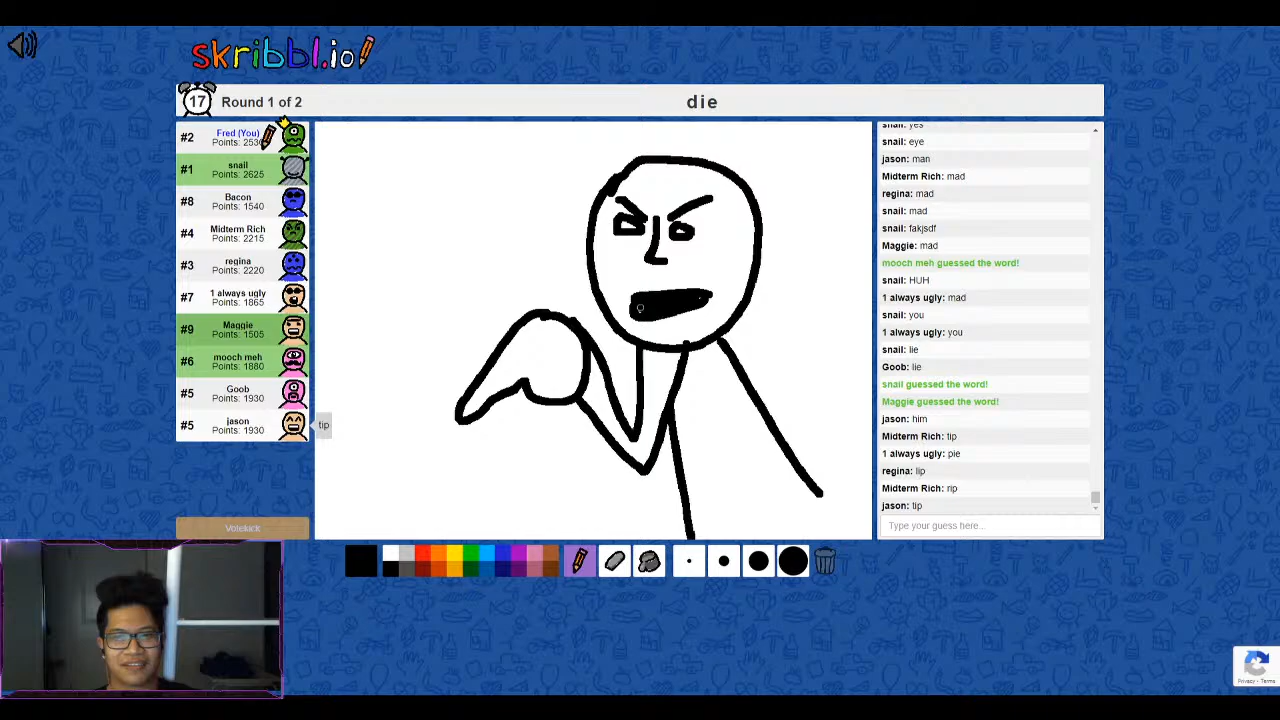 skribbl.io
17
Round 1 of 2
die
#2
Fred (You)
#1
snail
Points: 2625
#8
Bacon
Points: 1540
#4
Midterm Rich
Points: 2215
#3
regina
Points: 2220
#7
1 always ugly
Points: 1865
#9
Maggie
Points: 1505
#6
mooch meh
Points: 1880
#5
Goob
Points: 1930
#5
jason
Points: 1930
tip
Votekick
snail: yes
snail: eye
jason: man
Midterm Rich: mad
regina: mad
snail: mad
snail: fakjsdf
Maggie: mad
mooch meh guessed the word!
snail: HUH
1 always ugly: mad
snail: you
1 always ugly: you
snail: lie
Goob: lie
snail guessed the word!
Maggie guessed the word!
jason: him
Midterm Rich: tip
1 always ugly: pie
regina: lip
Midterm Rich: rip
jason: tip
Type your guess here...
Privacy - Terms